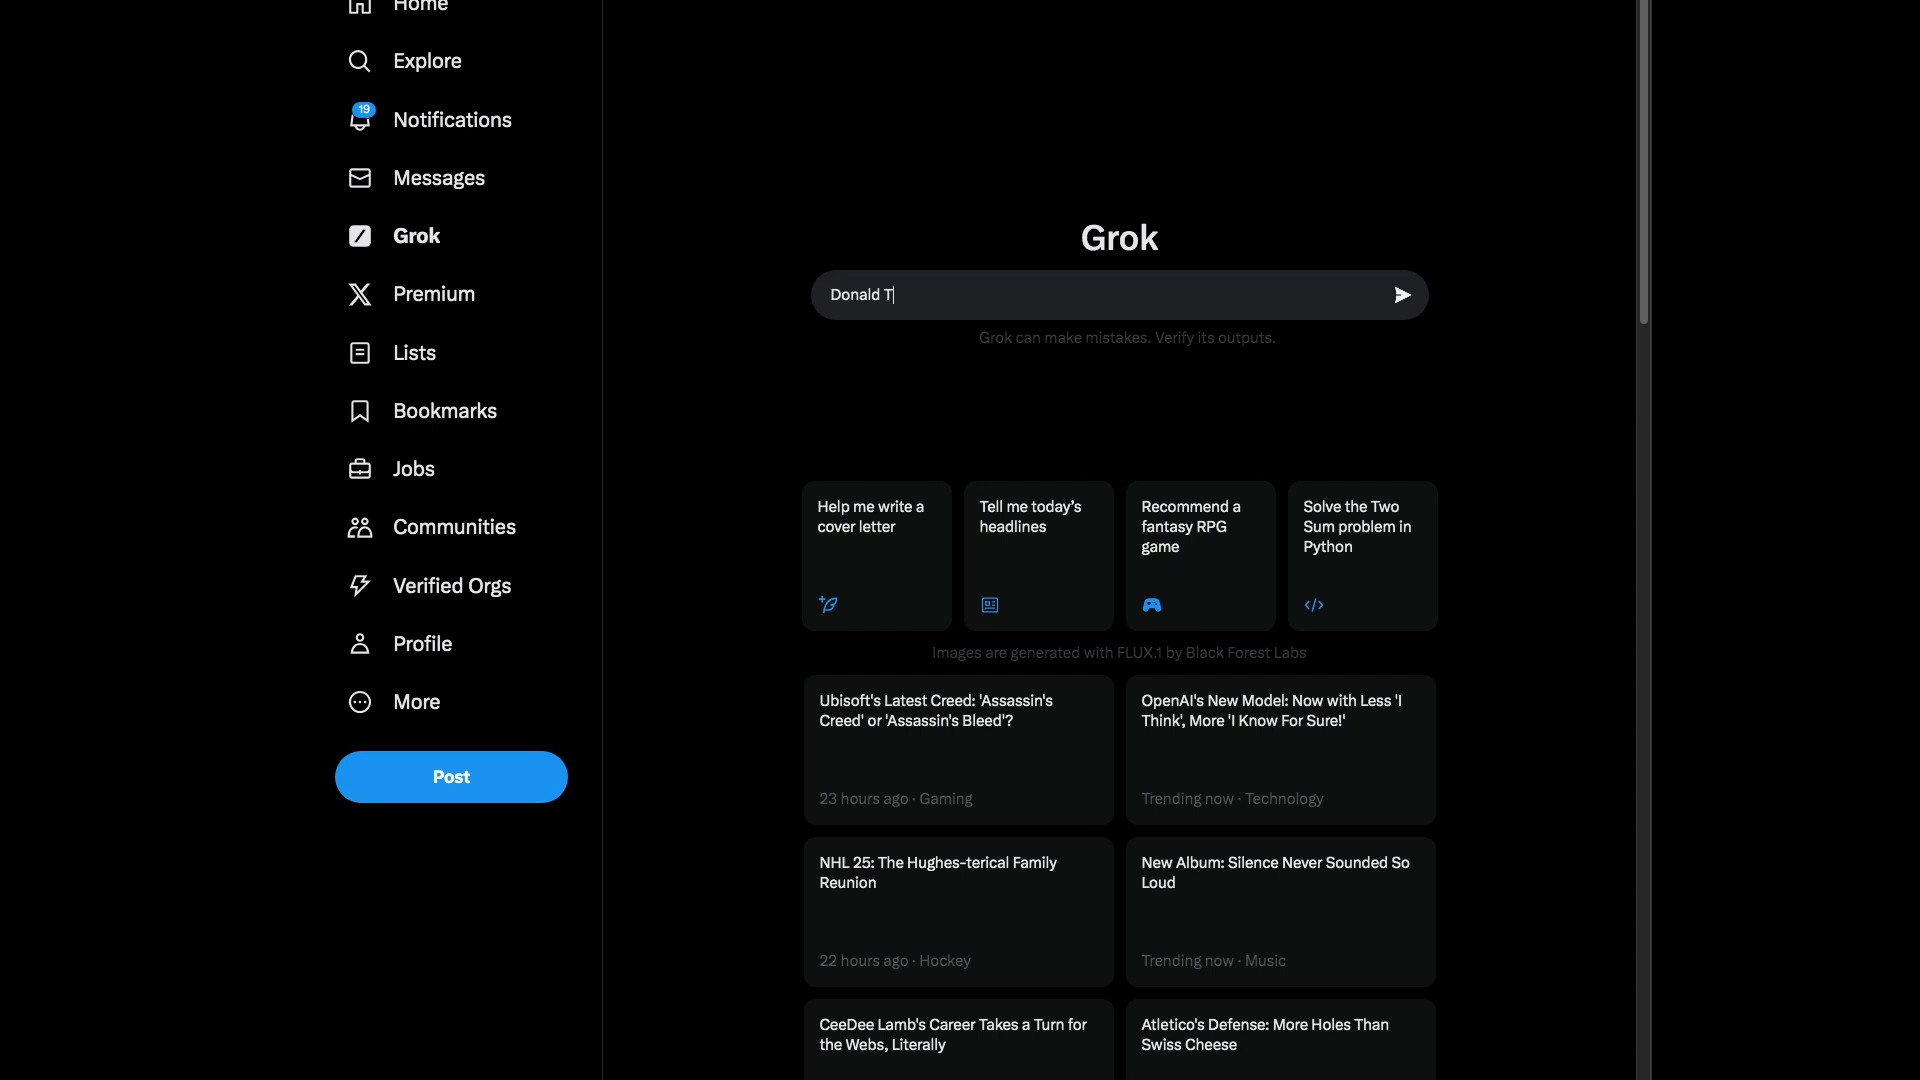 Home
Explore
19
Notifications
Messages
Grok
Premium
Lists
Bookmarks
Jobs
Communities
Verified Orgs
Profile
More
Post
Grok
Donald T
Grok can make mistakes. Verify its outputs.
Help me write a
cover letter
Tell me today's
headlines
Recommend a
fantasy RPG
game
Solve the Two
Sum problem in
Python
Images are generated with FLUX.1 by Black Forest Labs
Ubisoft's Latest Creed: 'Assassin's
Creed' or 'Assassin's Bleed'?
23 hours ago · Gaming
OpenAI's New Model: Now with Less 'I
Think', More 'I Know For Sure!'
Trending now · Technology
NHL 25: The Hughes-terical Family
Reunion
22 hours ago · Hockey
New Album: Silence Never Sounded So
Loud
Trending now · Music
CeeDee Lamb's Career Takes a Turn for
the Webs, Literally
Atletico's Defense: More Holes Than
Swiss Cheese